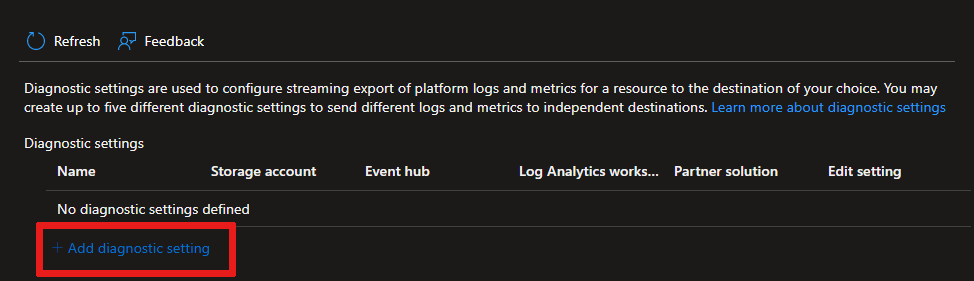 Refresh Feedback
Diagnostic settings are used to configure streaming export of platform logs and metrics for a resource to the destination of your choice. You may
create up to five different diagnostic settings to send different logs and metrics to independent destinations. Learn more about diagnostic settings
Diagnostic settings
Name Storage account Event hub Log Analytics works... Partner solution Edit setting
No diagnostic settings defined
+ Add diagnostic setting